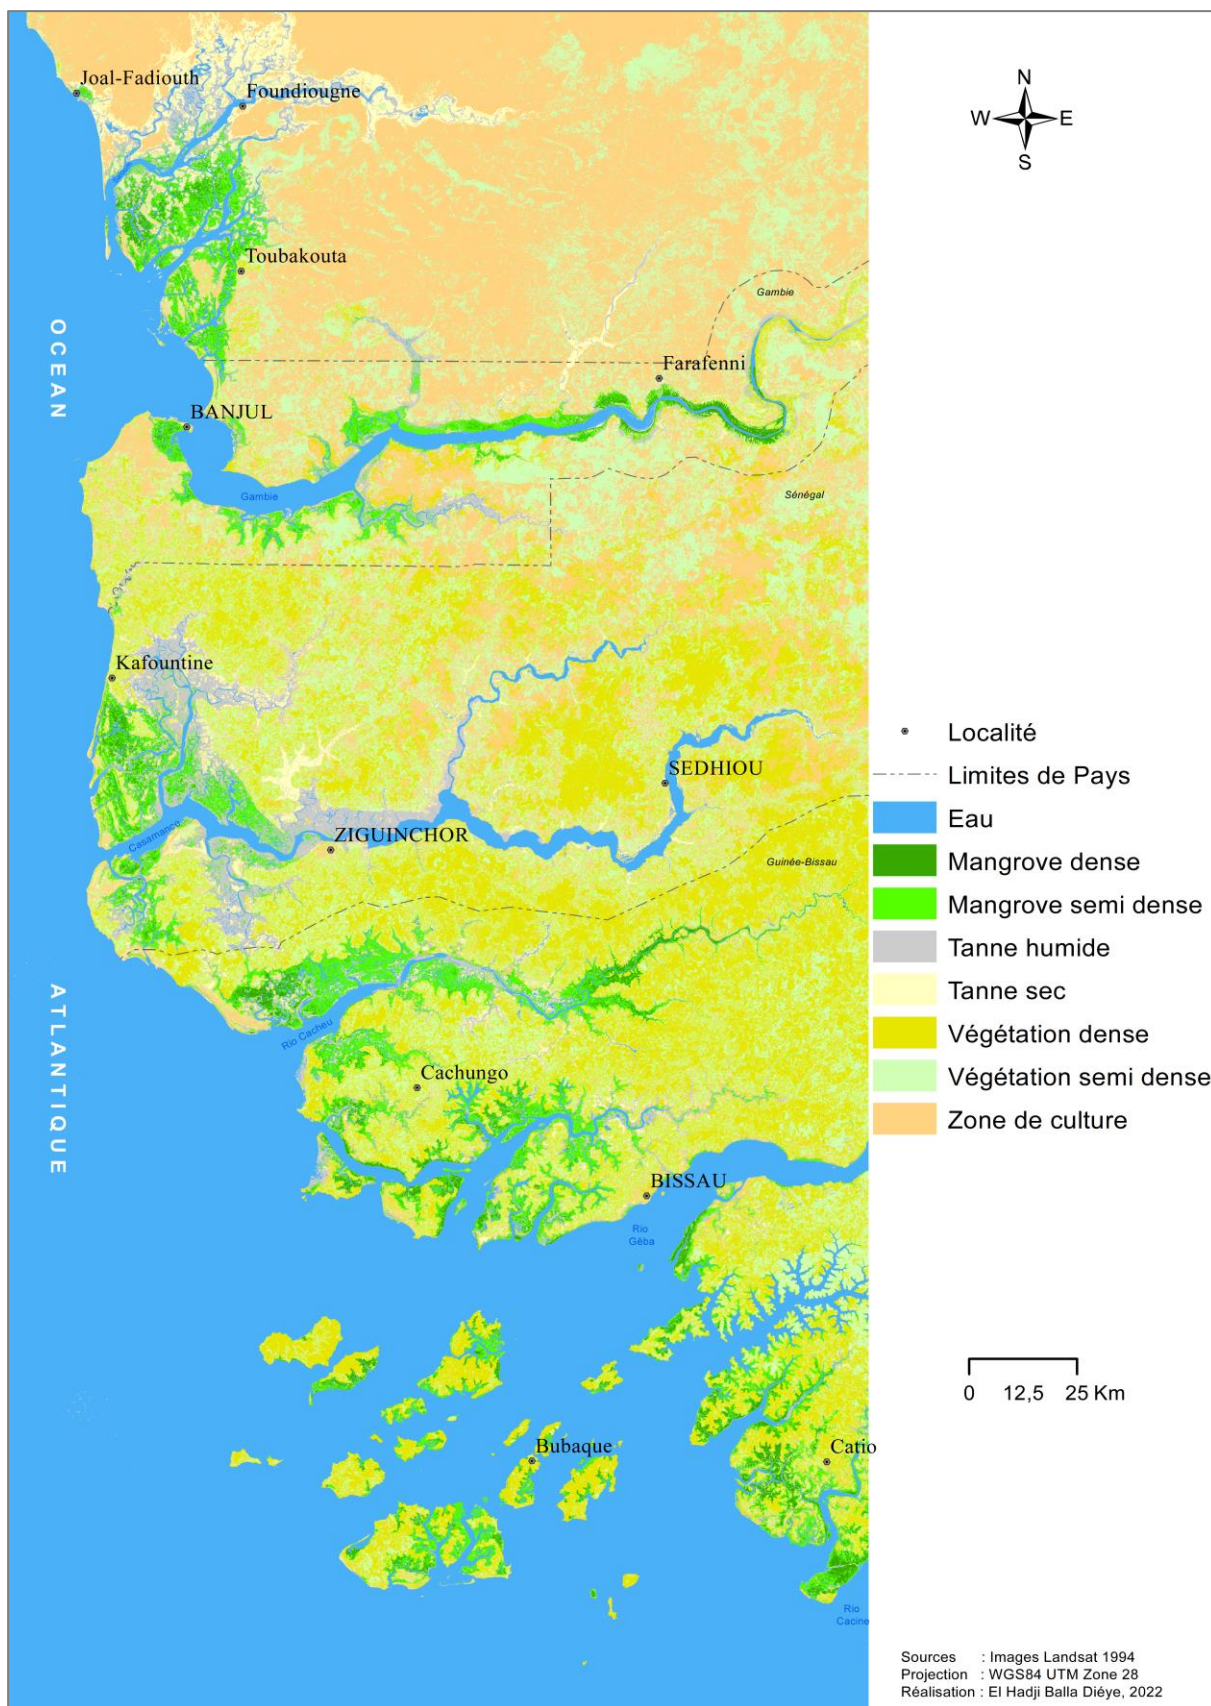 Joal-Fadiouth
Foundiougne
N
W E
S
Toubakouta
Gambie
OCEAN
Farafenni
BANJUL
Gambie
Sénégal
Kafountine
Localité
SEDHIOU
Limites de Pays
Eau
Casamance
ZIGUINCHOR
Mangrove dense
Guinée-Bissau
Mangrove semi dense
Tanne humide
ATLANTIQUE
Tanne sec
Rio Cacheu
Végétation dense
Cachungo
Végétation semi dense
Zone de culture
BISSAU
Rio
Gêba
0 12,5 25 Km
Bubaque
Catio
Rio
Cacine
Sources : Images Landsat 1994
Projection : WGS84 UTM Zone 28
Réalisation : El Hadji Balla Diéye, 2022